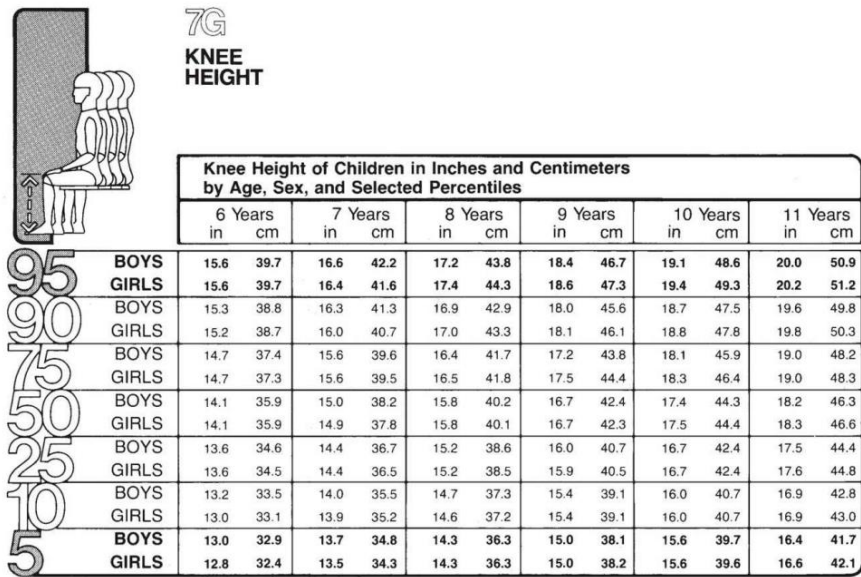 7G
KNEE
HEIGHT
Knee Height of Children in Inches and Centimeters
by Age, Sex, and Selected Percentiles
6 Years 7 Years 8 Years 9 Years 10 Years 11 Years
in cm in cm in cm in cm in cm in cm
95 BOYS 15.6 39.7 16.6 42.2 17.2 43.8 18.4 46.7 19.1 48.6 20.0 50.9
GIRLS 15.6 39.7 16.4 41.6 17.4 44.3 18.6 47.3 19.4 49.3 20.2 51.2
90 BOYS 15.3 38.8 16.3 41.3 16.9 42.9 18.0 45.6 18.7 47.5 19.6 49.8
GIRLS 15.2 38.7 16.0 40.7 17.0 43.3 18.1 46.1 18.8 47.8 19.8 50.3
75 BOYS 14.7 37.4 15.6 39.6 16.4 41.7 17.2 43.8 18.1 45.9 19.0 48.2
GIRLS 14.7 37.3 15.6 39.5 16.5 41.8 17.5 44.4 18.3 46.4 19.0 48.3
50 BOYS 14.1 35.9 15.0 38.2 15.8 40.2 16.7 42.4 17.4 44.3 18.2 46.3
GIRLS 14.1 35.9 14.9 37.8 15.8 40.1 16.7 42.3 17.5 44.4 18.3 46.6
25 BOYS 13.6 34.6 14.4 36.7 15.2 38.6 16.0 40.7 16.7 42.4 17.5 44.4
GIRLS 13.6 34.5 14.4 36.5 15.2 38.5 15.9 40.5 16.7 42.4 17.6 44.8
10 BOYS 13.2 33.5 14.0 35.5 14.7 37.3 15.4 39.1 16.0 40.7 16.9 42.8
GIRLS 13.0 33.1 13.9 35.2 14.6 37.2 15.4 39.1 16.0 40.7 16.9 43.0
5 BOYS 13.0 32.9 13.7 34.8 14.3 36.3 15.0 38.1 15.6 39.7 16.4 41.7
GIRLS 12.8 32.4 13.5 34.3 14.3 36.3 15.0 38.2 15.6 39.6 16.6 42.1